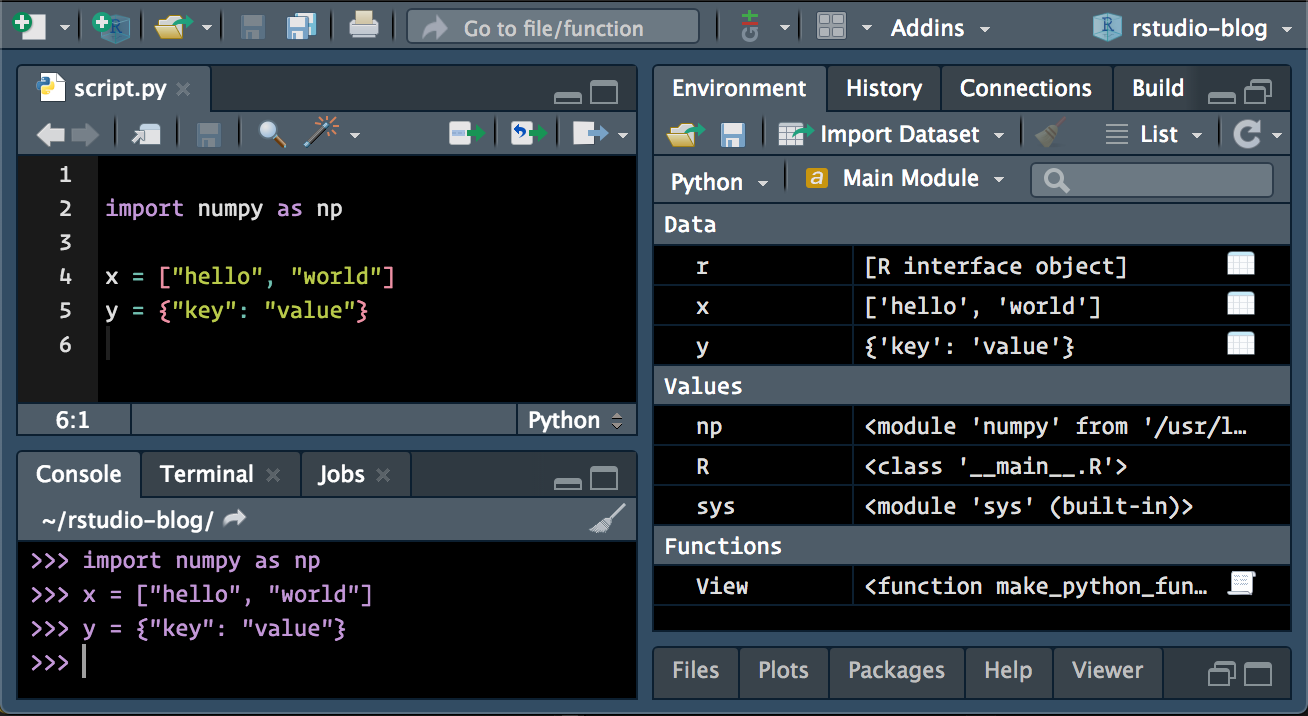 Go to file/function
Addins
rstudio-blog
script.py
1
2 import numpy as np
3
4 x = ["hello", "world"]
5 y = {"key": "value"}
6
6:1 Python
Console Terminal Jobs
~/rstudio-blog/
>>> import numpy as np
>>> x = ["hello", "world"]
>>> y = {"key": "value"}
>>>
Environment History Connections Build
Import Dataset List
Python a Main Module
Data
r [R interface object]
x ['hello', 'world']
y {'key': 'value'}
Values
np <module 'numpy' from '/usr/l…
R <class '__main__.R'>
sys <module 'sys' (built-in)>
Functions
View <function make_python_fun…
Files Plots Packages Help Viewer